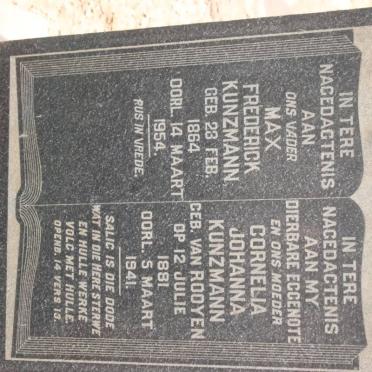 IN TERE
NAGEDAGTENIS
AAN
ONS VADER
MAX
FREDERICK
KUNZMANN.
GEB. 23 FEB.
1864
OORL. 14 MAART
1954.
RUS IN VREDE.
IN TERE
NAGEDAGTENIS
AAN MY
DIERBARE EGGENOTE
EN ONS MOEDER
CORNELIA
JOHANNA
KUNZMANN
GEB. VAN ROOYEN
OP 12 JULIE
1881
OORL. 5 MAART
1941.
SALIG IS DIE DODE
WAT IN DIE HERE STERWE
EN HULLE WERKE
VOLG MET HULLE.
OPENB. 14 VERS 13.